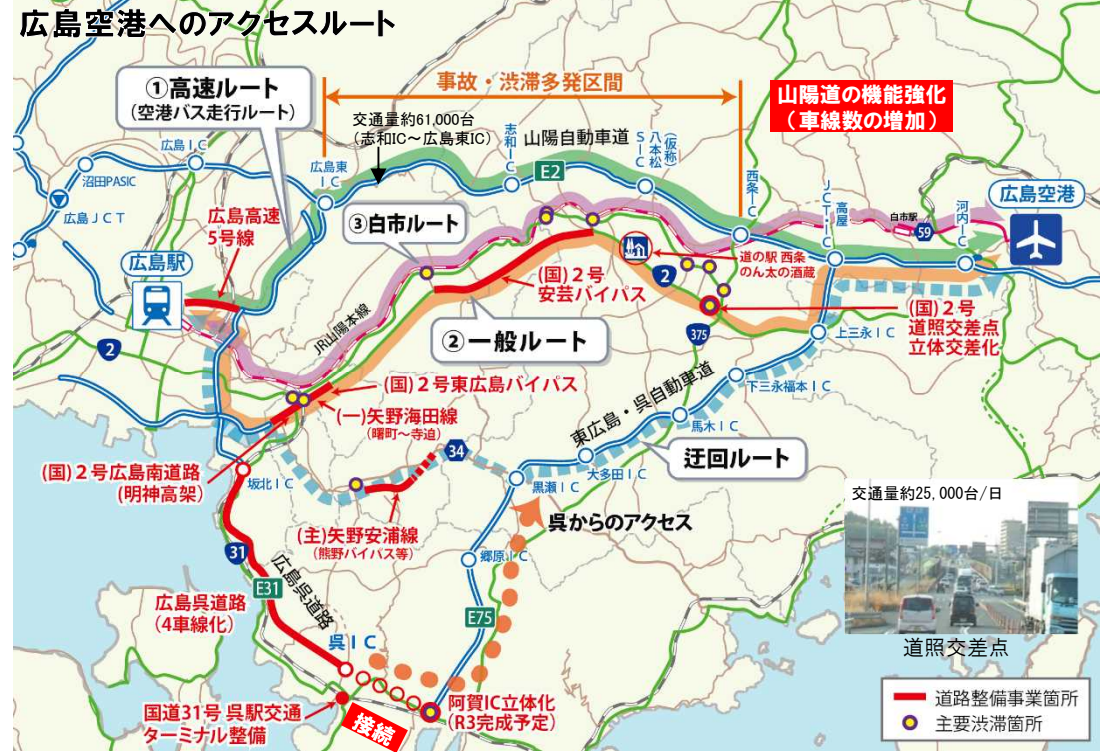 広島空港へのアクセスルート
①高速ルート
(空港バス走行ルート)
事故・渋滞多発区間
山陽道の機能強化
(車線数の増加)
交通量約61,000台
(志和IC～広島東IC)
広島IC
沼田PASIC
広島JCT
広島東IC
志和IC
山陽自動車道
E2
(仮称)八本松SIC
西条IC
高屋JCT・IC
白市駅
59
河内IC
広島空港
広島高速
5号線
広島駅
③白市ルート
道の駅 西条
のん太の酒蔵
2
(国)2号
安芸バイパス
JR山陽本線
②一般ルート
2
375
(国)2号
道照交差点
立体交差化
上三永IC
(国)2号東広島バイパス
下三永福本IC
(一)矢野海田線
(曙町～寺迫)
東広島・呉自動車道
馬木IC
34
迂回ルート
(国)2号広島南道路
(明神高架)
坂北IC
大多田IC
黒瀬IC
交通量約25,000台/日
呉からのアクセス
(主)矢野安浦線
(熊野バイパス等)
31
郷原IC
E31
広島呉道路
広島呉道路
(4車線化)
E75
呉IC
道照交差点
阿賀IC立体化
(R3完成予定)
国道31号 呉駅交通
ターミナル整備
接続
道路整備事業箇所
主要渋滞箇所